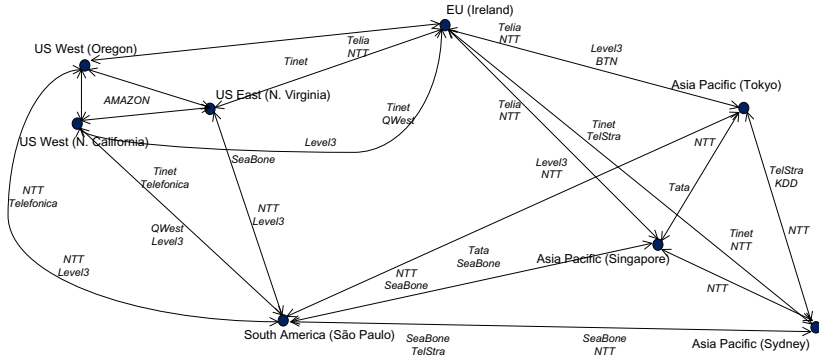 EU (Ireland)
US West (Oregon)
Telia
NTT
Telia
NTT
Level3
BTN
Tinet
Asia Pacific (Tokyo)
AMAZON
US East (N. Virginia)
Tinet
QWest
Telia
NTT
Tinet
TelStra
US West (N. California)
Level3
NTT
SeaBone
Tinet
Telefonica
Level3
NTT
TelStra
KDD
NTT
Telefonica
Tata
NTT
Level3
QWest
Level3
NTT
Tinet
NTT
Tata
SeaBone
Asia Pacific (Singapore)
NTT
Level3
NTT
SeaBone
NTT
South America (São Paulo)
SeaBone
TelStra
SeaBone
NTT
Asia Pacific (Sydney)